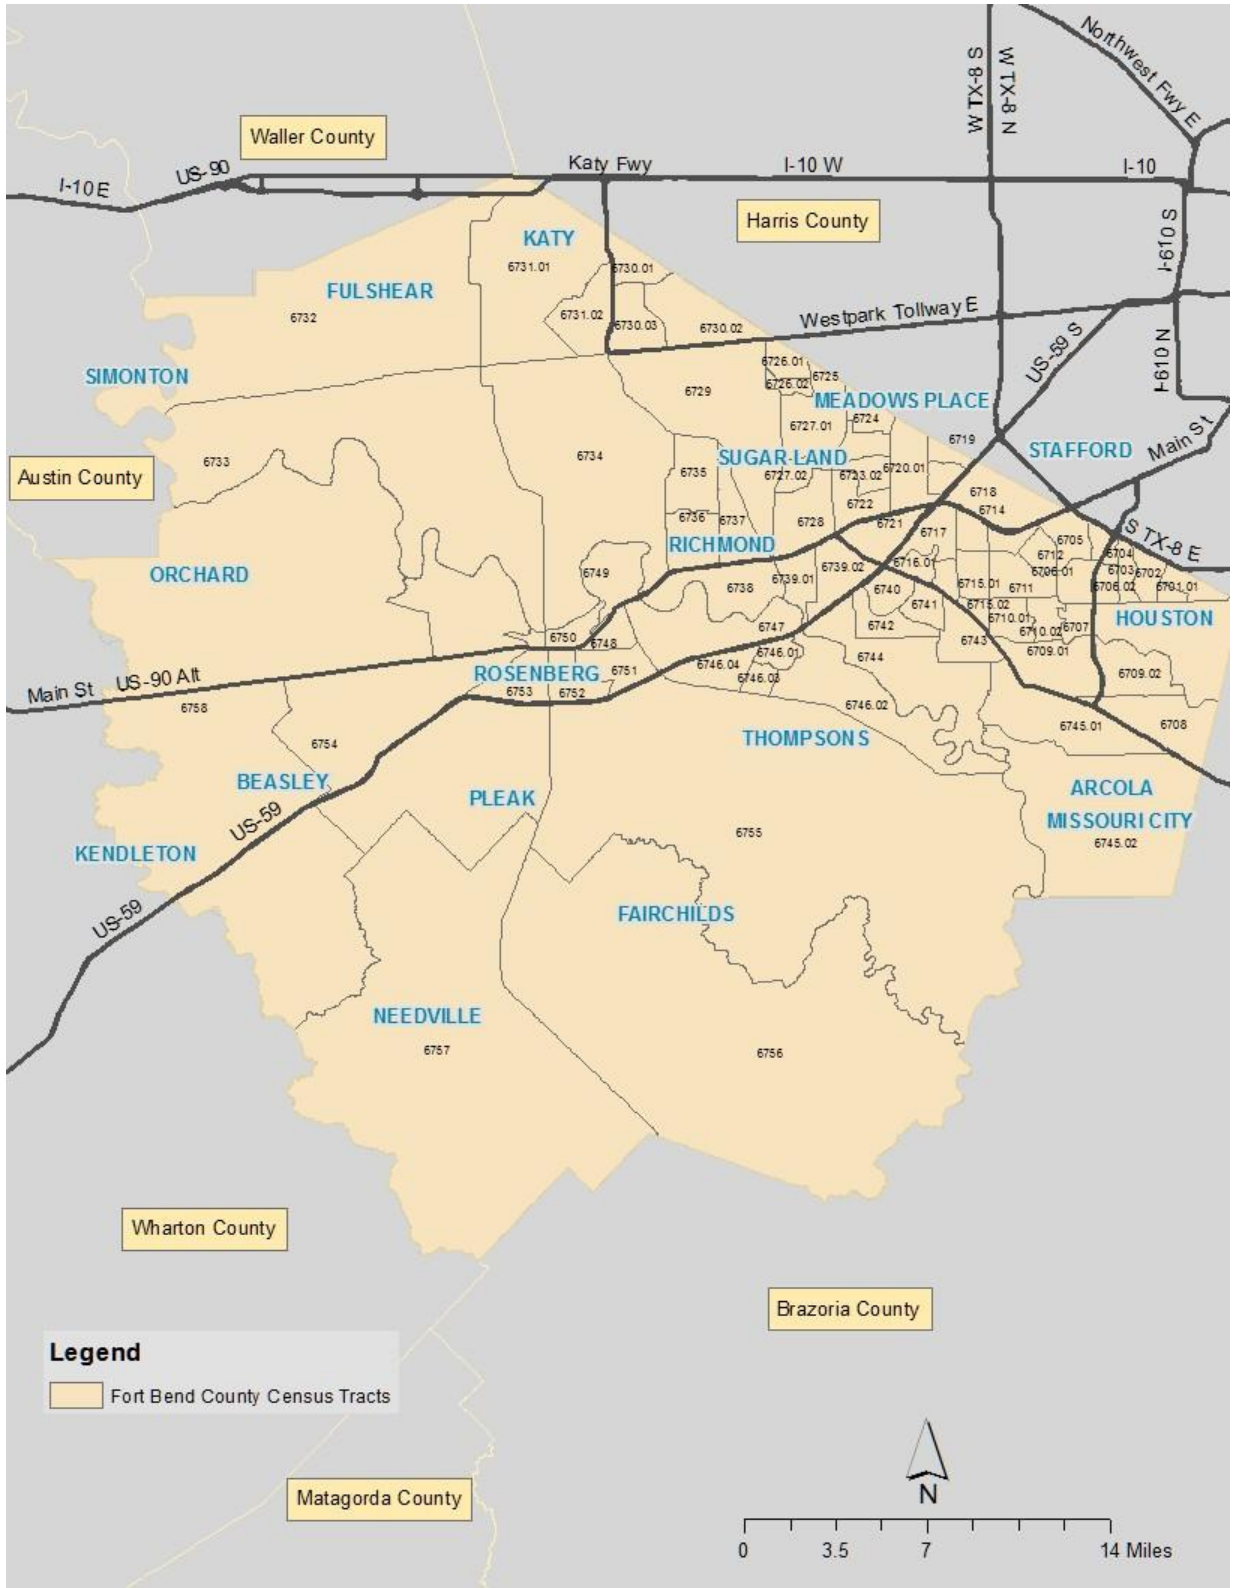 Northwest Fwy E
W TX-8 S
W TX-8 N
Waller County
Katy Fwy
I-10 W
I-10
US-90
I-10 E
Harris County
I-610 S
KATY
6731.01
6730.01
FULSHEAR
6732
6731.02
6730.03
6730.02
Westpark Tollway E
US-59 S
I-610 N
SIMONTON
6726.01
6726.02
6725
6729
MEADOWS PLACE
6724
6727.01
6719
Main St
STAFFORD
6733
6734
SUGAR LAND
6735
6727.02
6723.02
6720.01
Austin County
6718
6722
6714
6736
6737
6728
6721
6717
S TX-8 E
RICHMOND
6705
6712
6704
6716.01
6739.02
6706.01
6703
6702
ORCHARD
6749
6739.01
6738
6740
6715.01
6711
6706.02
6701.01
6741
6715.02
6710.01
HOUSTON
6747
6742
6710.02
6707
6750
6748
6743
6709.01
6746.01
6744
6746.04
ROSENBERG
6751
6746.03
6709.02
Main St
US-90 Alt
6753
6752
6758
6746.02
6745.01
6708
6754
THOMPSONS
BEASLEY
PLEAK
ARCOLA
US-59
MISSOURI CITY
6755
6745.02
KENDLETON
US-59
FAIRCHILDS
NEEDVILLE
6757
6756
Wharton County
Brazoria County
Legend
Fort Bend County Census Tracts
Matagorda County
N
0 3.5 7 14 Miles